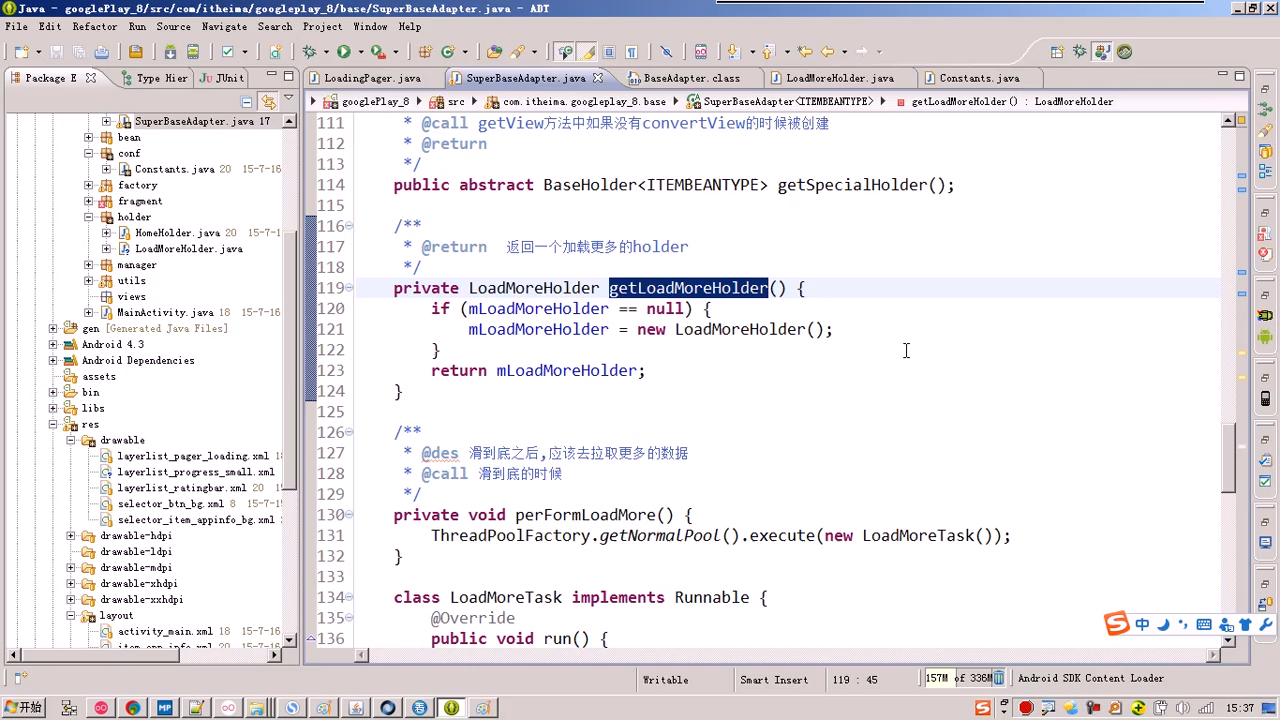 Java - googlePlay_8/src/com/itheima/googleplay_8/base/SuperBaseAdapter.java - ADT
File Edit Refactor Run Source Navigate Search Project Window Help
Package E Type Hier JUnit
LoadingPager.java SuperBaseAdapter.java BaseAdapter.class LoadMoreHolder.java Constants.java
googlePlay_8 src com.itheima.googleplay_8.base SuperBaseAdapter<ITEMBEANTYPE> getLoadMoreHolder() : LoadMoreHolder
SuperBaseAdapter.java 17
bean
conf
Constants.java 20 15-7-16
factory
fragment
holder
HomeHolder.java 20 15-7-1
LoadMoreHolder.java
manager
utils
views
MainActivity.java 18 15-7-
gen [Generated Java Files]
Android 4.3
Android Dependencies
assets
bin
libs
res
drawable
layerlist_pager_loading.xml
layerlist_progress_small.xml
layerlist_ratingbar.xml 20
selector_btn_bg.xml 8 15-7-
selector_item_appinfo_bg.xml
drawable-hdpi
drawable-ldpi
drawable-mdpi
drawable-xhdpi
drawable-xxhdpi
layout
activity_main.xml 18 15-7-
111 * @call getView方法中如果没有convertView的时候被创建
112 * @return
113 */
114 public abstract BaseHolder<ITEMBEANTYPE> getSpecialHolder();
115
116 /**
117 * @return 返回一个加载更多的holder
118 */
119 private LoadMoreHolder getLoadMoreHolder() {
120 if (mLoadMoreHolder == null) {
121 mLoadMoreHolder = new LoadMoreHolder();
122 }
123 return mLoadMoreHolder;
124 }
125
126 /**
127 * @des 滑到底之后,应该去拉取更多的数据
128 * @call 滑到底的时候
129 */
130 private void perFormLoadMore() {
131 ThreadPoolFactory.getNormalPool().execute(new LoadMoreTask());
132 }
133
134 class LoadMoreTask implements Runnable {
135 @Override
136 public void run() {
中
Writable Smart Insert 119 : 45 157M of 336M Android SDK Content Loader
开始 15:37